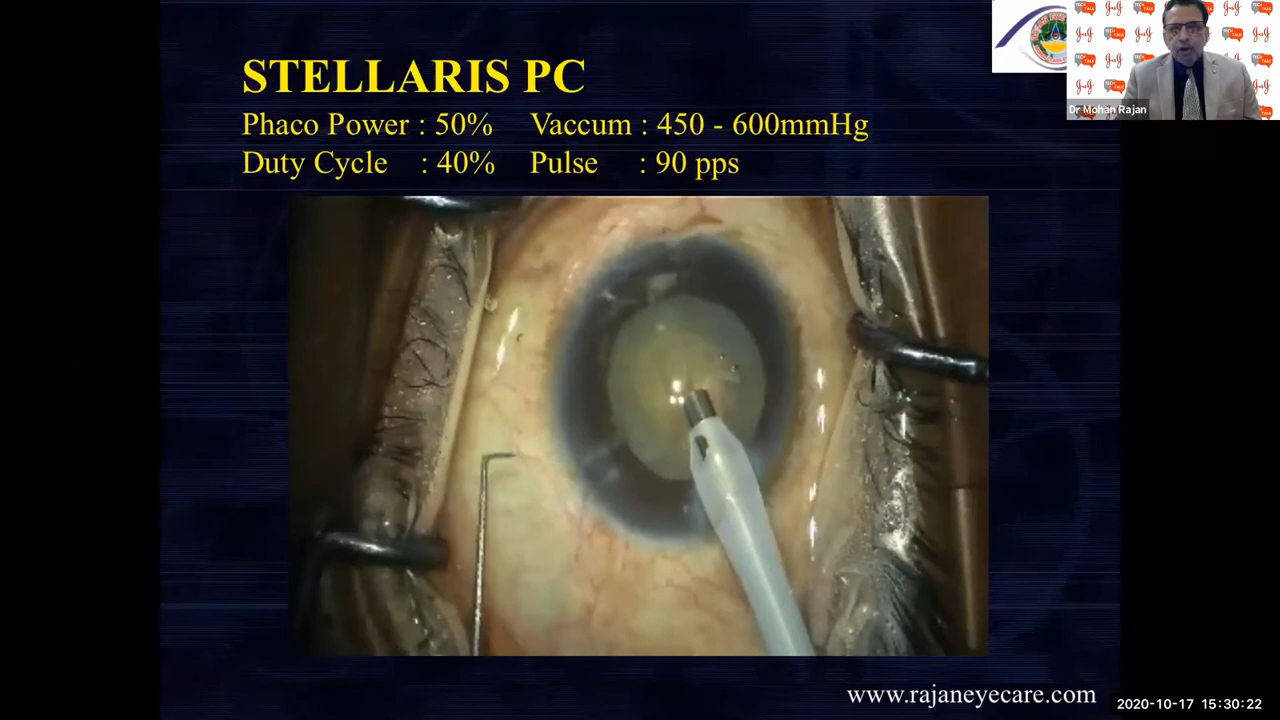 STELLARIS PC
Phaco Power : 50% Vaccum : 450 - 600mmHg
Duty Cycle : 40% Pulse : 90 pps
Dr Mohan Rajan
www.rajaneyecare.com
2020-10-17 15:30:22